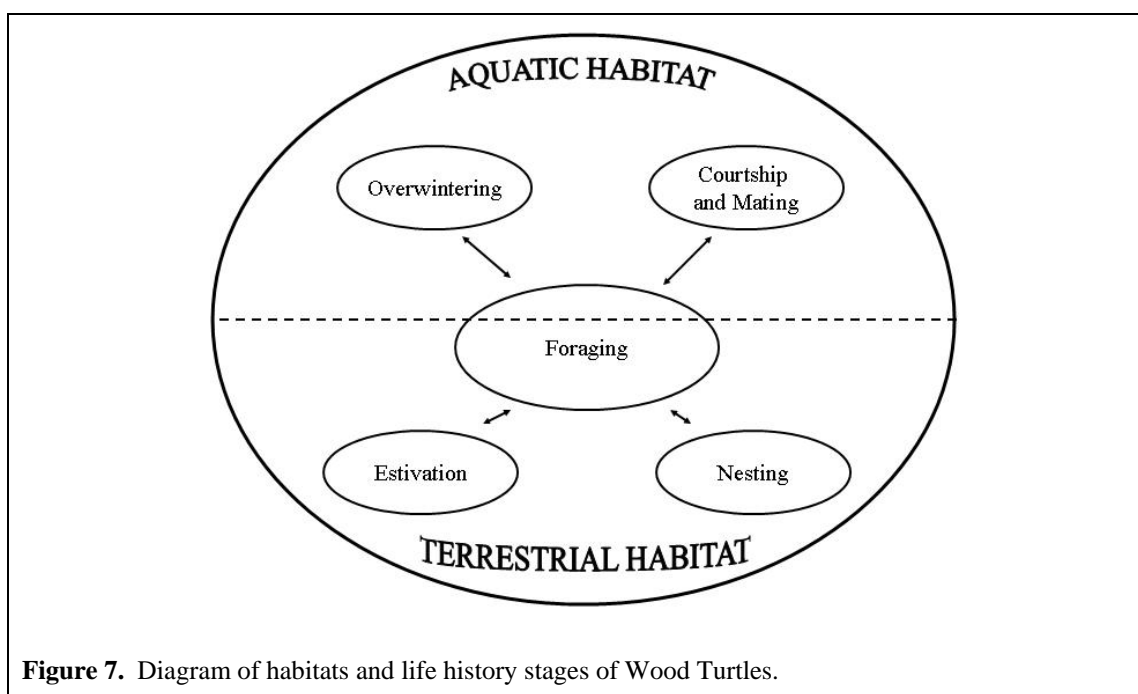 AQUATIC HABITAT
Overwintering
Courtship
and Mating
Foraging
Estivation
Nesting
TERRESTRIAL HABITAT
Figure 7. Diagram of habitats and life history stages of Wood Turtles.